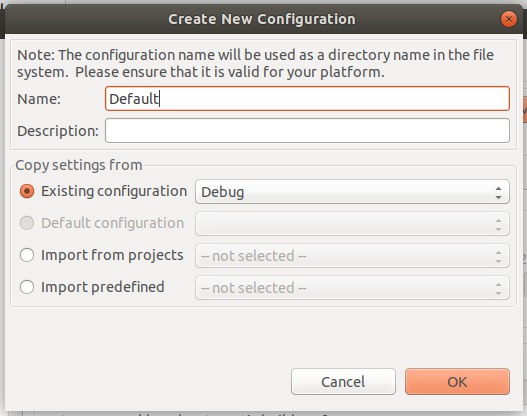 Create New Configuration
Note: The configuration name will be used as a directory name in the file
system.  Please ensure that it is valid for your platform.
Name: Default
Description:
Copy settings from
Existing configuration Debug
Default configuration
Import from projects -- not selected --
Import predefined -- not selected --
Cancel OK